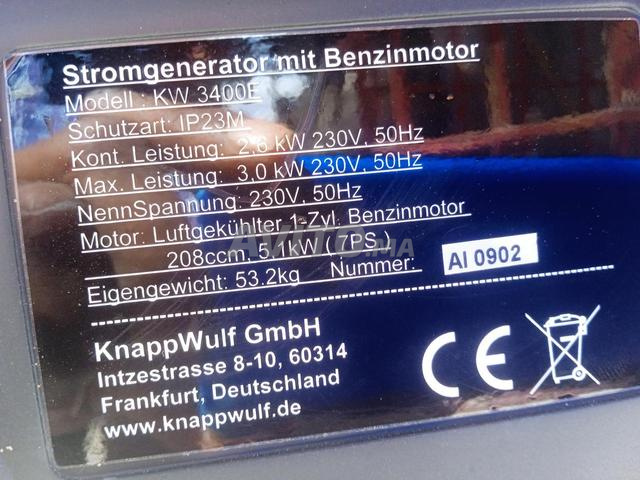 Stromgenerator mit Benzinmotor
Modell : KW 3400E
Schutzart: IP23M
Kont. Leistung: 2,8 kW 230V, 50Hz
Max. Leistung: 3,0 kW 230V, 50Hz
NennSpannung: 230V, 50Hz
Motor: Luftgekühlter 1-Zyl. Benzinmotor
208ccm, 5,1kW ( 7PS )
Eigengewicht: 53.2kg Nummer: AI 0902
KnappWulf GmbH
Intzestrasse 8-10, 60314
Frankfurt, Deutschland
www.knappwulf.de
CE
AVITO.MA